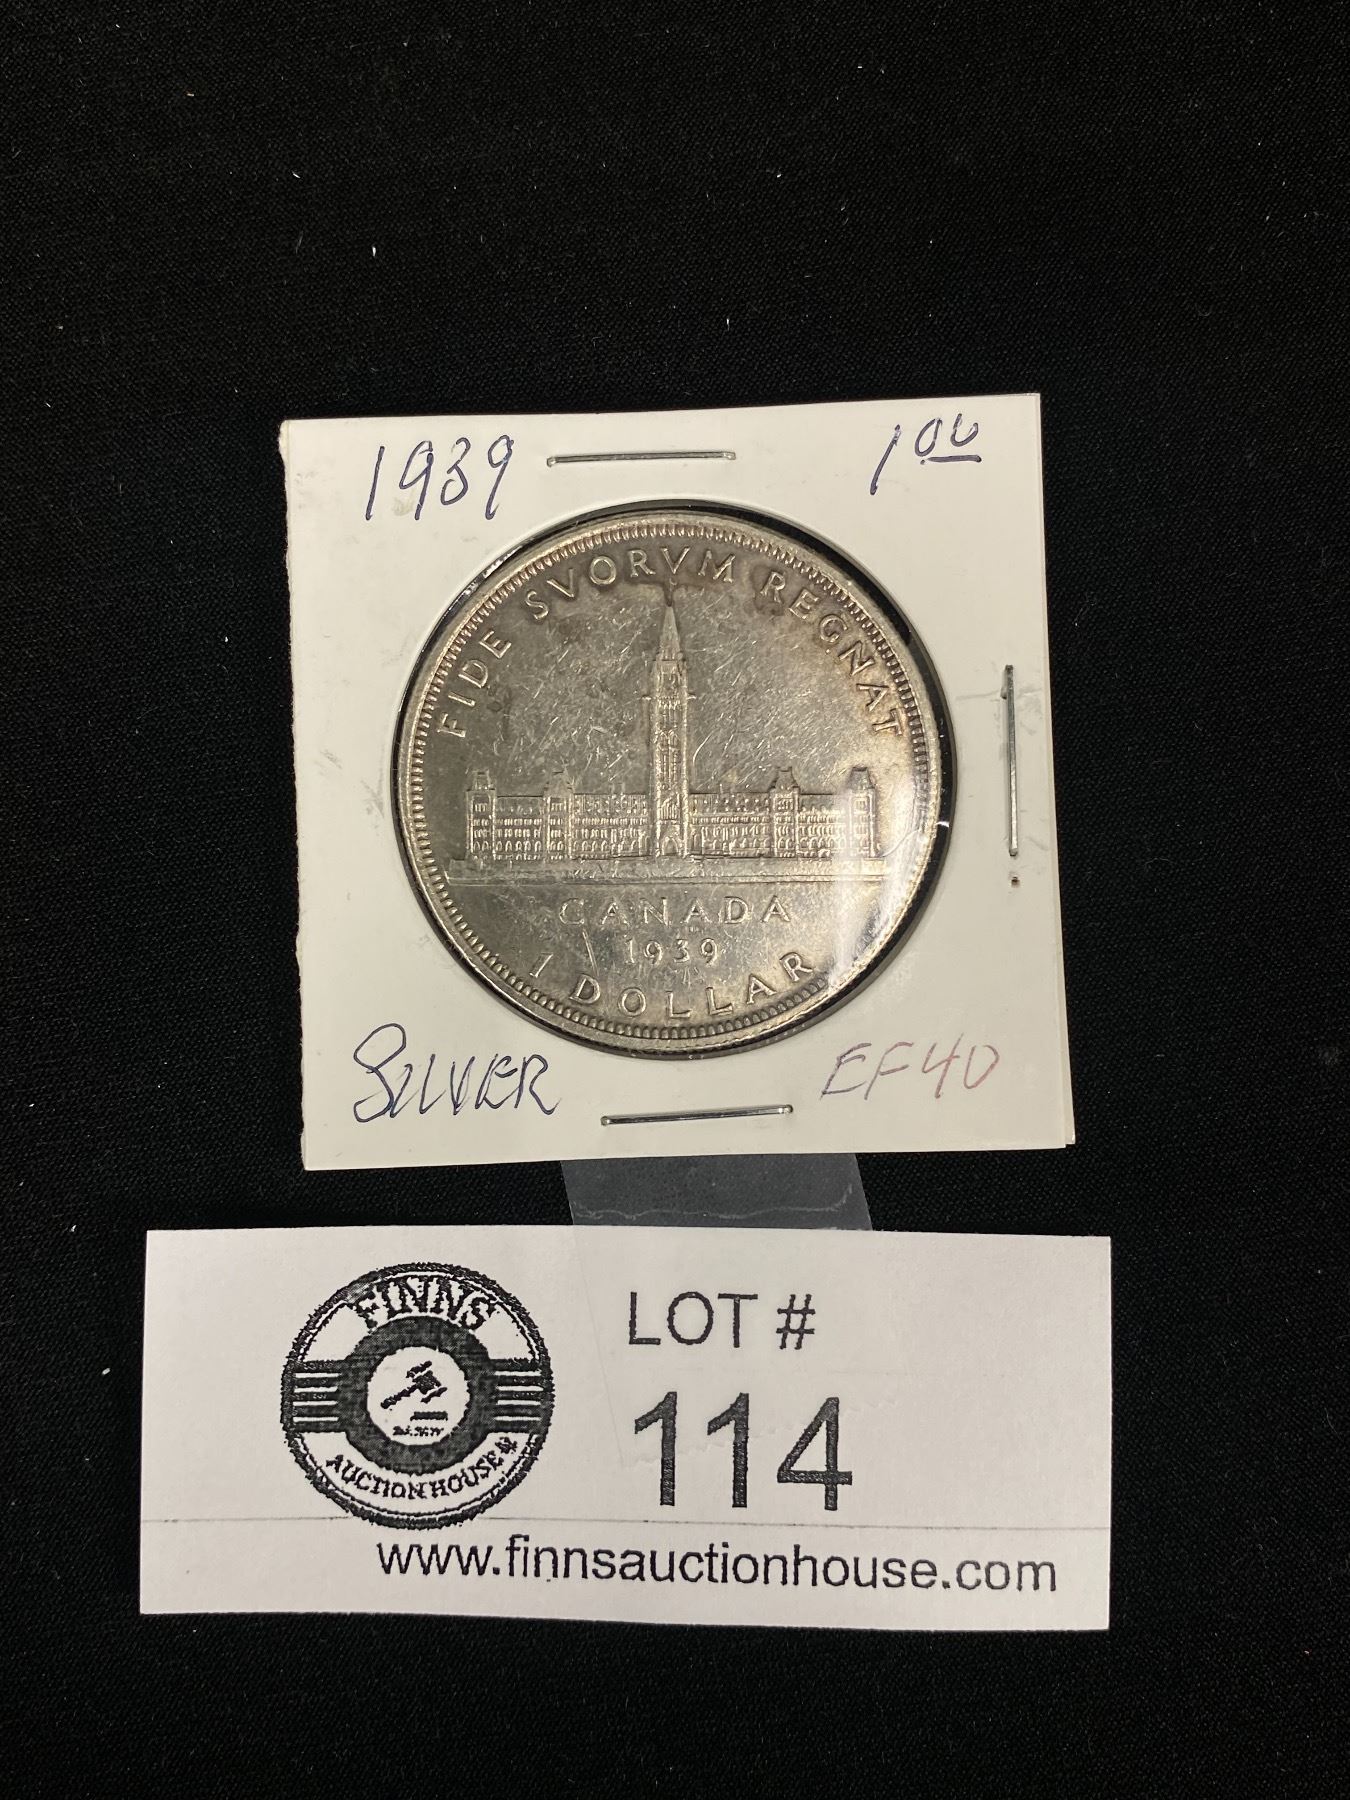 1939 1.00
FIDE SVORVM REGNAT
CANADA
1939
1 DOLLAR
SILVER EF40
FINNS
AUCTION HOUSE
LOT #
114
www.finnsauctionhouse.com